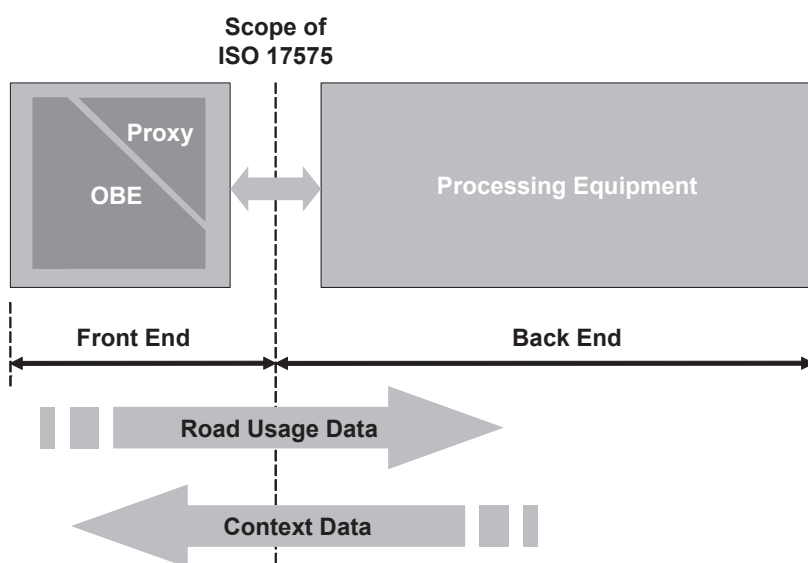 Scope of
ISO 17575
Proxy
OBE
Processing Equipment
Front End
Back End
Road Usage Data
Context Data